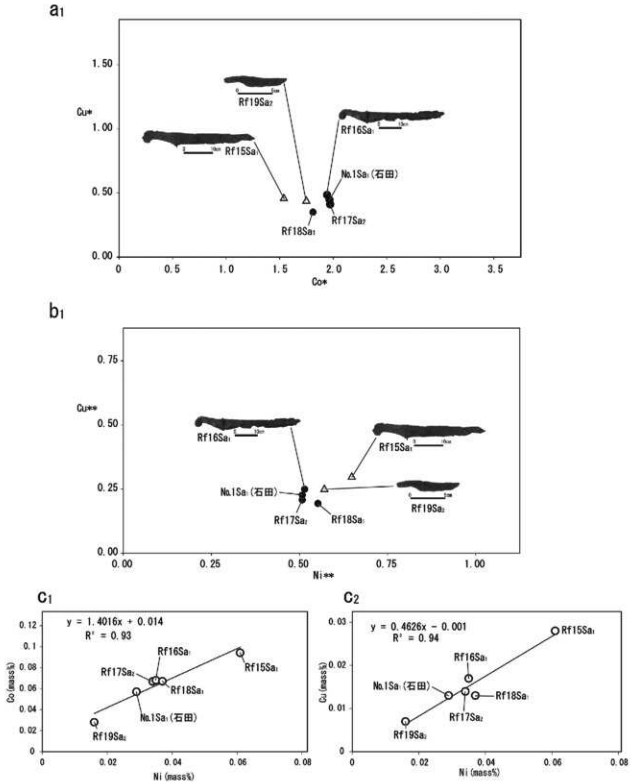 a₁
Cu*
1.50
1.00
0.50
0.00
0
0.5
1.0
1.5
2.0
2.5
3.0
3.5
Co*
Rf19Sa₂
Rf15Sa₁
Rf16Sa₁
No.1Sa₁(石田)
Rf17Sa₂
Rf18Sa₁
b₁
Cu**
0.75
0.50
0.25
0.00
0.00
0.25
0.50
0.75
1.00
Ni**
Rf16Sa₁
Rf15Sa₁
No.1Sa₁(石田)
Rf17Sa₂
Rf18Sa₁
Rf19Sa₂
C₁
y = 1.4016x + 0.014
R² = 0.93
Co(mass%)
0.12
0.1
0.08
0.06
0.04
0.02
0
0
0.02
0.04
0.06
0.08
Ni(mass%)
Rf16Sa₁
Rf17Sa₂
Rf15Sa₁
Rf18Sa₁
No.1Sa₁(石田)
Rf19Sa₂
C₂
y = 0.4626x − 0.001
R² = 0.94
Cu(mass%)
0.03
0.02
0.01
0
0
0.02
0.04
0.06
0.08
Ni(mass%)
Rf15Sa₁
Rf16Sa₁
No.1Sa₁(石田)
Rf18Sa₁
Rf17Sa₂
Rf19Sa₂